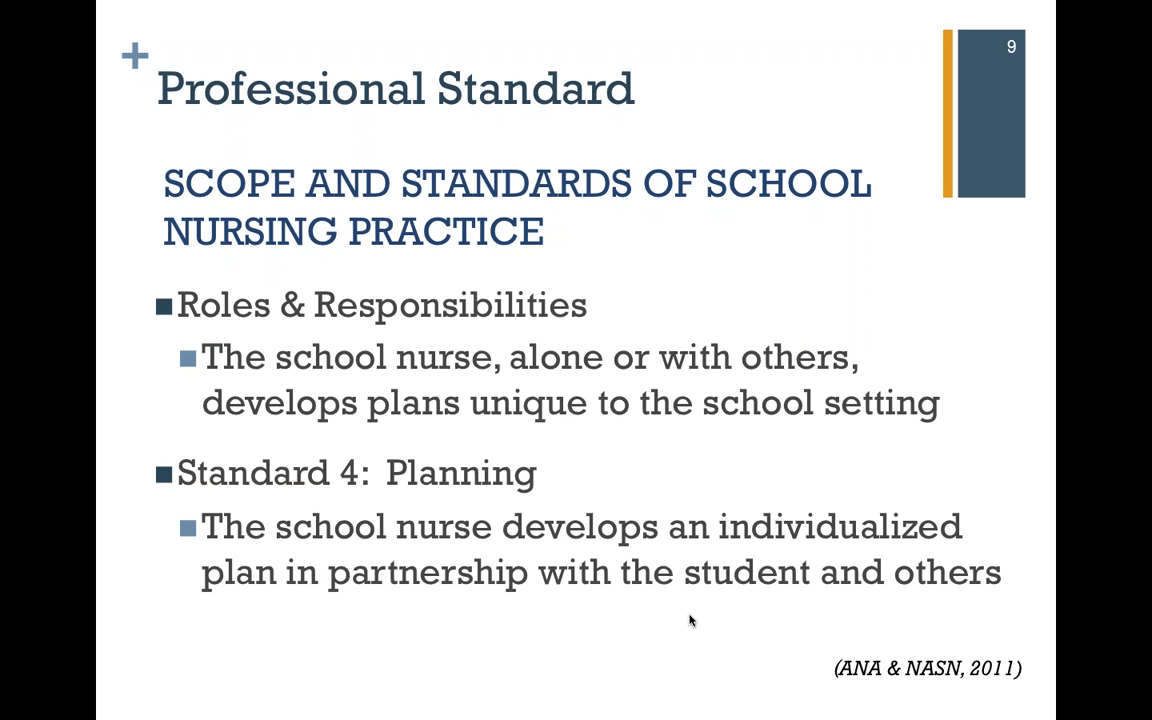 9
+
Professional Standard
SCOPE AND STANDARDS OF SCHOOL
NURSING PRACTICE
Roles & Responsibilities
The school nurse, alone or with others,
develops plans unique to the school setting
Standard 4: Planning
The school nurse develops an individualized
plan in partnership with the student and others
(ANA & NASN, 2011)